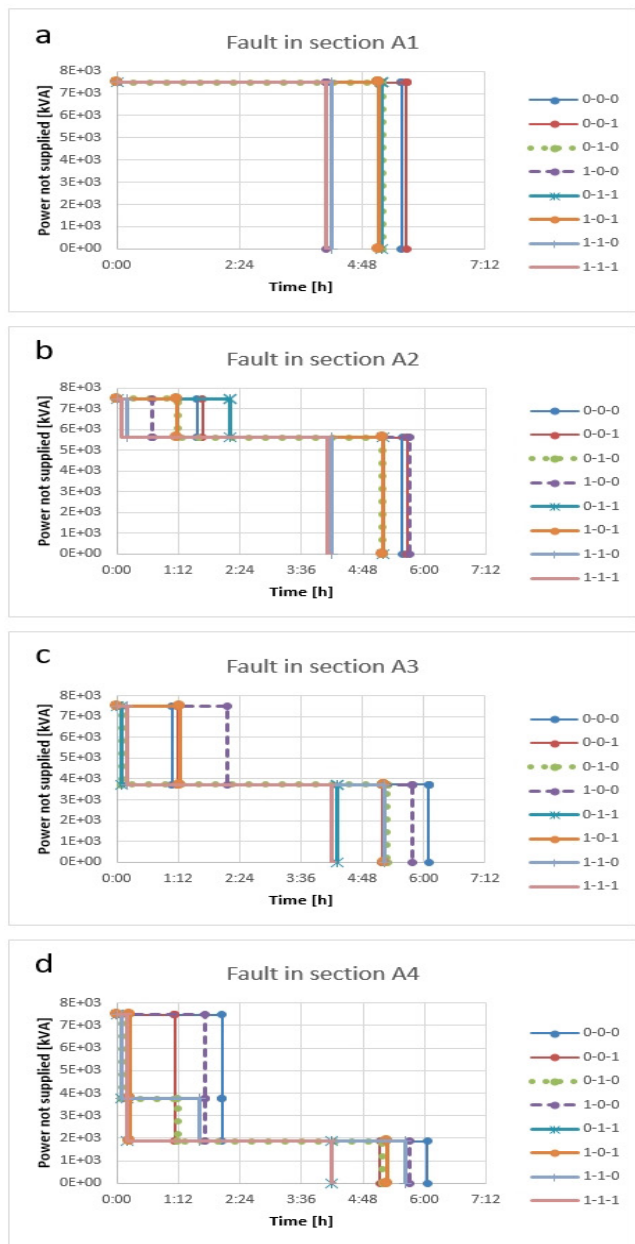 a
Fault in section A1
Power not supplied [kVA]
8E+03
7E+03
6E+03
5E+03
4E+03
3E+03
2E+03
1E+03
0E+00
0:00 2:24 4:48 7:12
Time [h]
0-0-0
0-0-1
0-1-0
1-0-0
0-1-1
1-0-1
1-1-0
1-1-1
b
Fault in section A2
Power not supplied [kVA]
8E+03
7E+03
6E+03
5E+03
4E+03
3E+03
2E+03
1E+03
0E+00
0:00 1:12 2:24 3:36 4:48 6:00 7:12
Time [h]
0-0-0
0-0-1
0-1-0
1-0-0
0-1-1
1-0-1
1-1-0
1-1-1
c
Fault in section A3
Power not supplied [kVA]
8E+03
7E+03
6E+03
5E+03
4E+03
3E+03
2E+03
1E+03
0E+00
0:00 1:12 2:24 3:36 4:48 6:00 7:12
Time [h]
0-0-0
0-0-1
0-1-0
1-0-0
0-1-1
1-0-1
1-1-0
1-1-1
d
Fault in section A4
Power not supplied [kVA]
8E+03
7E+03
6E+03
5E+03
4E+03
3E+03
2E+03
1E+03
0E+00
0:00 1:12 2:24 3:36 4:48 6:00 7:12
Time [h]
0-0-0
0-0-1
0-1-0
1-0-0
0-1-1
1-0-1
1-1-0
1-1-1